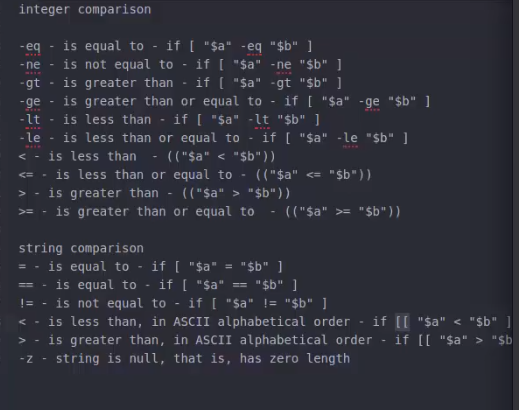 integer comparison
-eq - is equal to - if [ "$a" -eq "$b" ]
-ne - is not equal to - if [ "$a" -ne "$b" ]
-gt - is greater than - if [ "$a" -gt "$b" ]
-ge - is greater than or equal to - if [ "$a" -ge "$b" ]
-lt - is less than - if [ "$a" -lt "$b" ]
-le - is less than or equal to - if [ "$a" -le "$b" ]
< - is less than  - (("$a" < "$b"))
<= - is less than or equal to - (("$a" <= "$b"))
> - is greater than - (("$a" > "$b"))
>= - is greater than or equal to  - (("$a" >= "$b"))
string comparison
= - is equal to - if [ "$a" = "$b" ]
== - is equal to - if [ "$a" == "$b" ]
!= - is not equal to - if [ "$a" != "$b" ]
< - is less than, in ASCII alphabetical order - if [[ "$a" < "$b" ]
> - is greater than, in ASCII alphabetical order - if [[ "$a" > "$b
-z - string is null, that is, has zero length